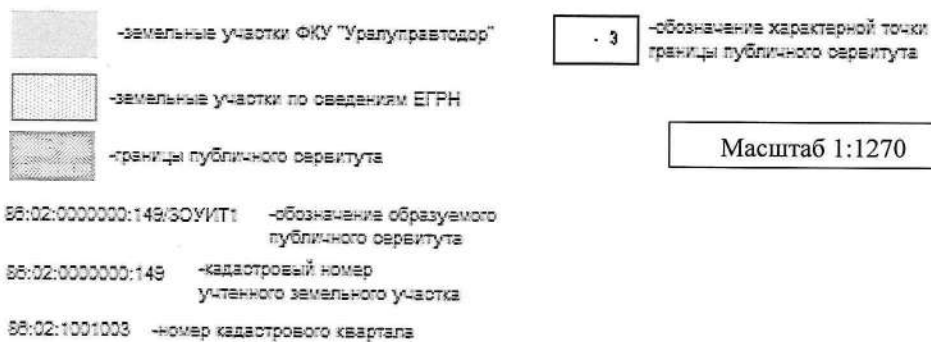 -земельные участки ФКУ "Уралуправтодор"
-земельные участки по сведениям ЕГРН
-границы публичного сервитута
86:02:0000000:149/ЗОУИТ1 -обозначение образуемого
публичного сервитута
86:02:0000000:149 -кадастровый номер
учтенного земельного участка
86:02:1001003 -номер кадастрового квартала
· 3 -обозначение характерной точки
границы публичного сервитута
Масштаб 1:1270